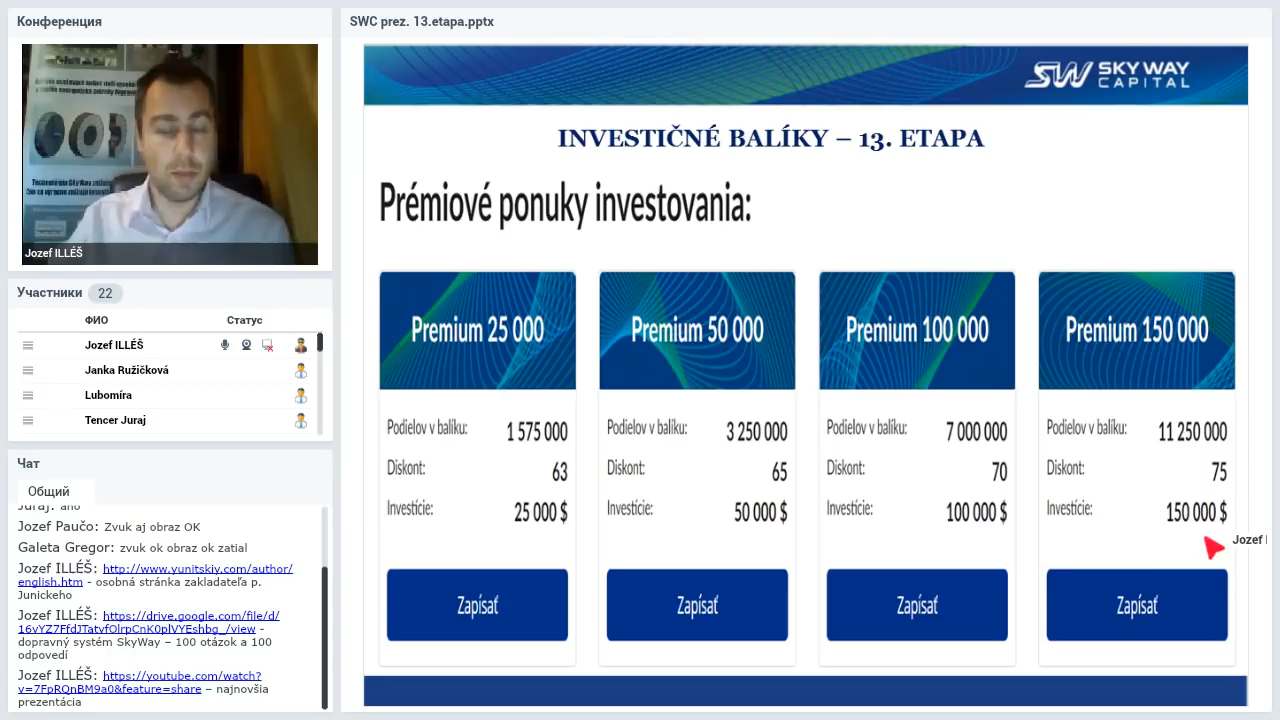 Конференция
Jozef ILLÉŠ
Участники 22
ФИО Статус
Jozef ILLÉŠ
Janka Ružičková
Lubomíra
Tencer Juraj
Чат
Общий
Juraj: ano
Jozef Paučo: Zvuk aj obraz OK
Galeta Gregor: zvuk ok obraz ok zatial
Jozef ILLÉŠ: http://www.yunitskiy.com/author/
english.htm - osobná stránka zakladateľa p.
Junickeho
Jozef ILLÉŠ: https://drive.google.com/file/d/
16vYZ7FfdJTatvfOlrpCnK0plVYEshbg_/view -
dopravný systém SkyWay – 100 otázok a 100
odpovedí
Jozef ILLÉŠ: https://youtube.com/watch?
v=7FpRQnBM9a0&feature=share – najnovšia
prezentácia
SWC prez. 13.etapa.pptx
SW SKY WAY
CAPITAL
INVESTIČNÉ BALÍKY – 13. ETAPA
Prémiové ponuky investovania:
Premium 25 000
Podielov v balíku: 1 575 000
Diskont: 63
Investície: 25 000 $
Zapísať
Premium 50 000
Podielov v balíku: 3 250 000
Diskont: 65
Investície: 50 000 $
Zapísať
Premium 100 000
Podielov v balíku: 7 000 000
Diskont: 70
Investície: 100 000 $
Zapísať
Premium 150 000
Podielov v balíku: 11 250 000
Diskont: 75
Investície: 150 000 $
Zapísať
Jozef I